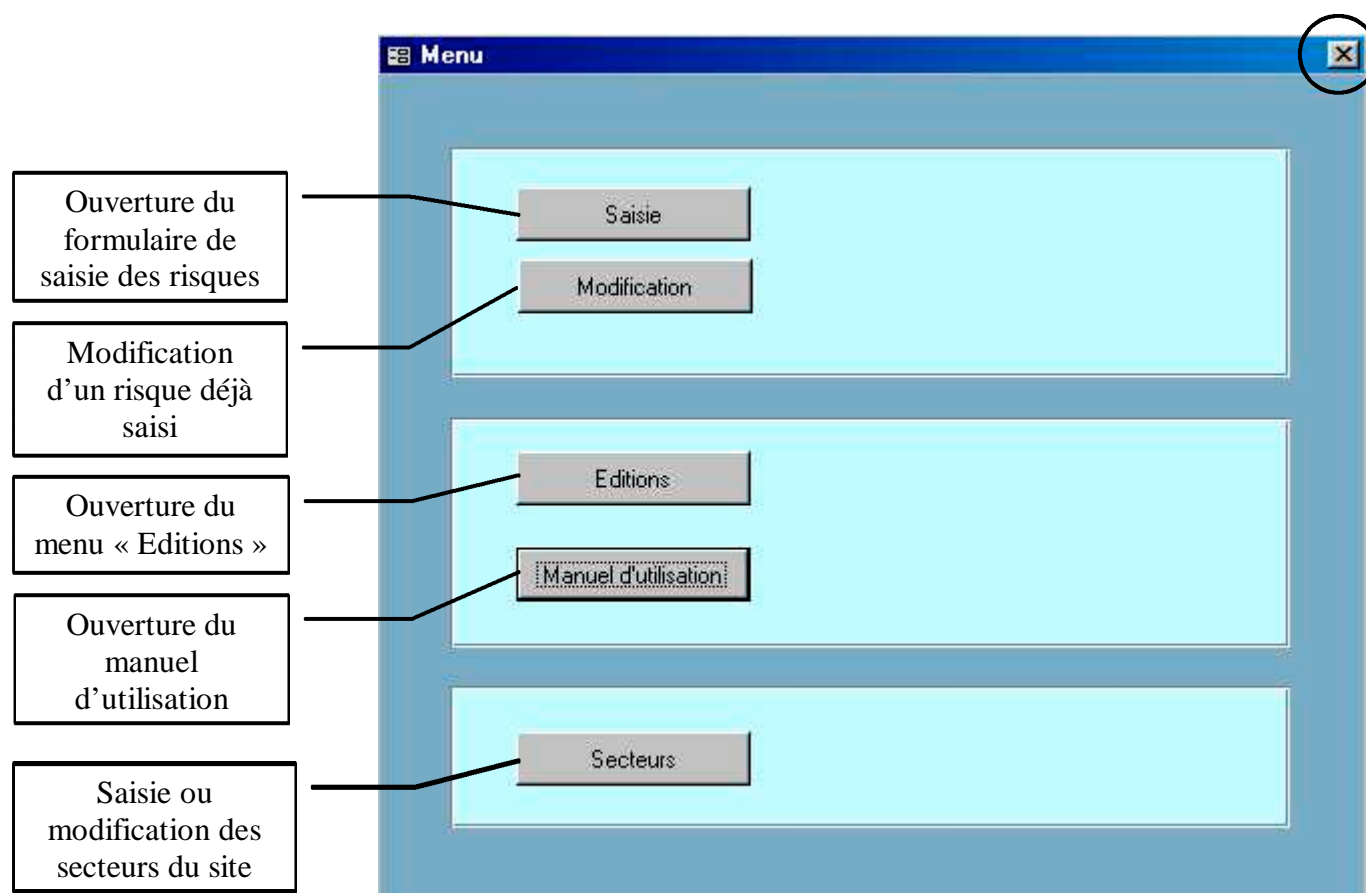 Menu
Ouverture du
formulaire de
saisie des risques
Saisie
Modification
Modification
d’un risque déjà
saisi
Ouverture du
menu « Editions »
Editions
Manuel d'utilisation
Ouverture du
manuel
d’utilisation
Secteurs
Saisie ou
modification des
secteurs du site